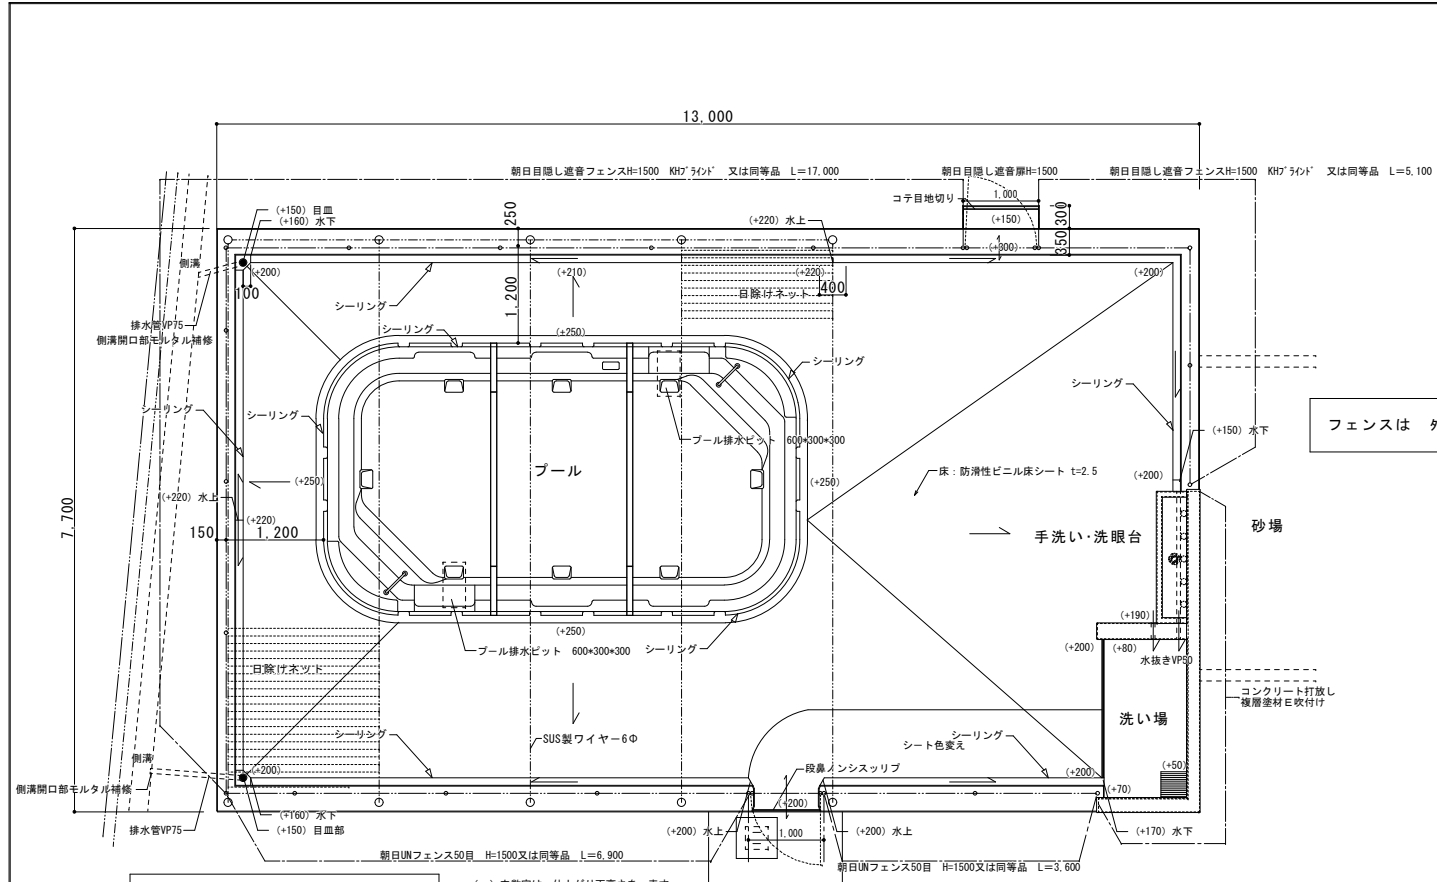 13,000
朝日目隠し遮音フェンスH=1500 KHﾌﾞﾗｲﾝﾄﾞ 又は同等品 L=17,000
朝日目隠し遮音扉H=1500
朝日目隠し遮音フェンスH=1500 KHﾌﾞﾗｲﾝﾄﾞ 又は同等品 L=5,100
コテ目地切り
1,000
(+150) 目皿
(+160) 水下
250
(+220) 水上
(+150)
300
350
(+300)
側溝
(+200)
(+210)
(+220)
(+200)
100
シーリング
1,200
日除けネット
400
排水管VP75
側溝開口部モルタル補修
シーリング
(+250)
シーリング
シーリング
シーリング
シーリング
プール排水ピット 600*300*300
(+150) 水下
フェンスは
プール
床：防滑性ビニル床シート t=2.5
(+200)
(+250)
(+250)
(+220) 水上
(+220)
7,700
150
1,200
手洗い・洗眼台
砂場
(+190)
(+250)
(+200)
(+80)
プール排水ピット 600*300*300
シーリング
水抜きVP50
日除けネット
コンクリート打放し
複層塗材E吹付け
洗い場
シーリング
SUS製ワイヤー6Φ
シーリング
シート色変え
側溝
(+200)
段鼻ノンシスッリブ
(+200)
(+50)
側溝開口部モルタル補修
(+200)
(+70)
(+160) 水下
排水管VP75
(+150) 目皿部
(+200) 水上
1,000
(+200) 水上
(+170) 水下
朝日UNフェンス50目 H=1500又は同等品 L=6,900
朝日UNフェンス50目 H=1500又は同等品 L=3,600